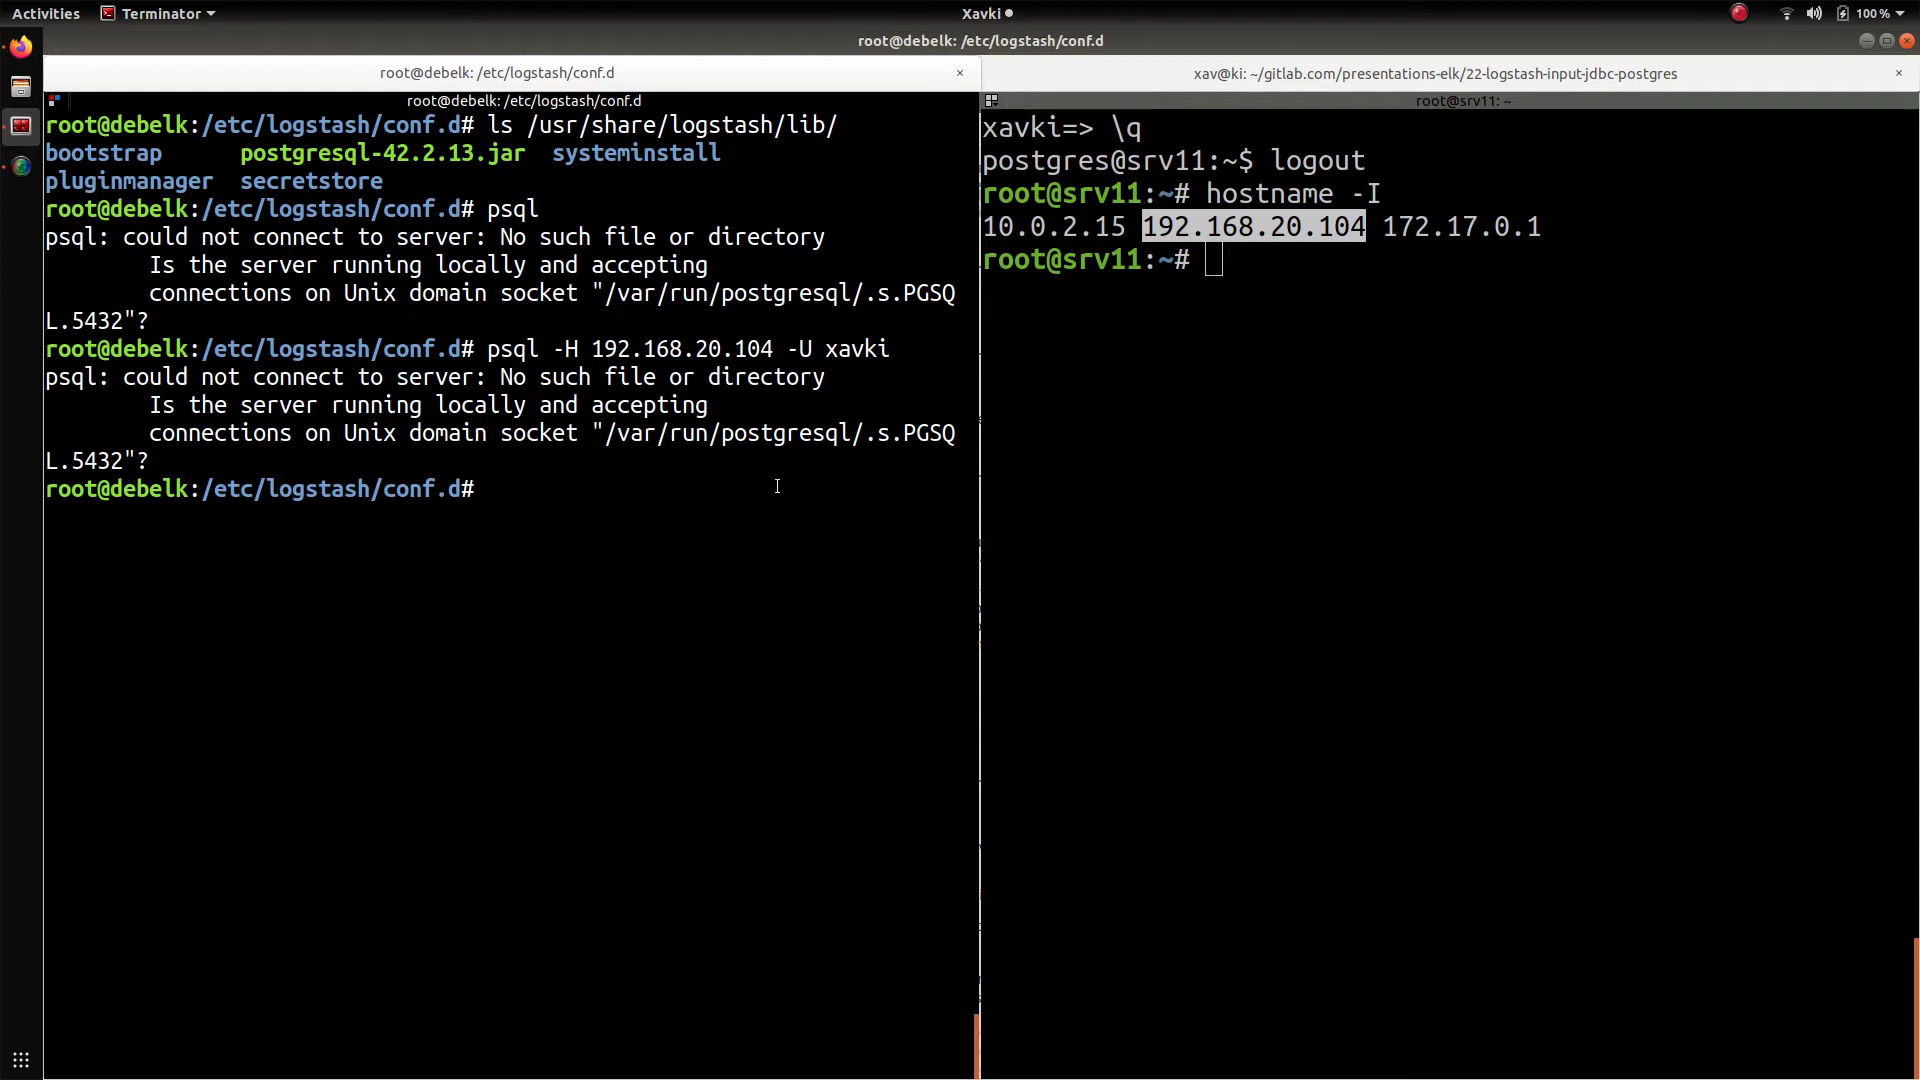 Activities
Terminator
Xavki
100 %
root@debelk: /etc/logstash/conf.d
root@debelk: /etc/logstash/conf.d ×
xav@ki: ~/gitlab.com/presentations-elk/22-logstash-input-jdbc-postgres ×
root@debelk: /etc/logstash/conf.d
root@debelk:/etc/logstash/conf.d# ls /usr/share/logstash/lib/
bootstrap postgresql-42.2.13.jar systeminstall
pluginmanager secretstore
root@debelk:/etc/logstash/conf.d# psql
psql: could not connect to server: No such file or directory
Is the server running locally and accepting
connections on Unix domain socket "/var/run/postgresql/.s.PGSQ
L.5432"?
root@debelk:/etc/logstash/conf.d# psql -H 192.168.20.104 -U xavki
psql: could not connect to server: No such file or directory
Is the server running locally and accepting
connections on Unix domain socket "/var/run/postgresql/.s.PGSQ
L.5432"?
root@debelk:/etc/logstash/conf.d#
root@srv11: ~
xavki=> \q
postgres@srv11:~$ logout
root@srv11:~# hostname -I
10.0.2.15 192.168.20.104 172.17.0.1
root@srv11:~#